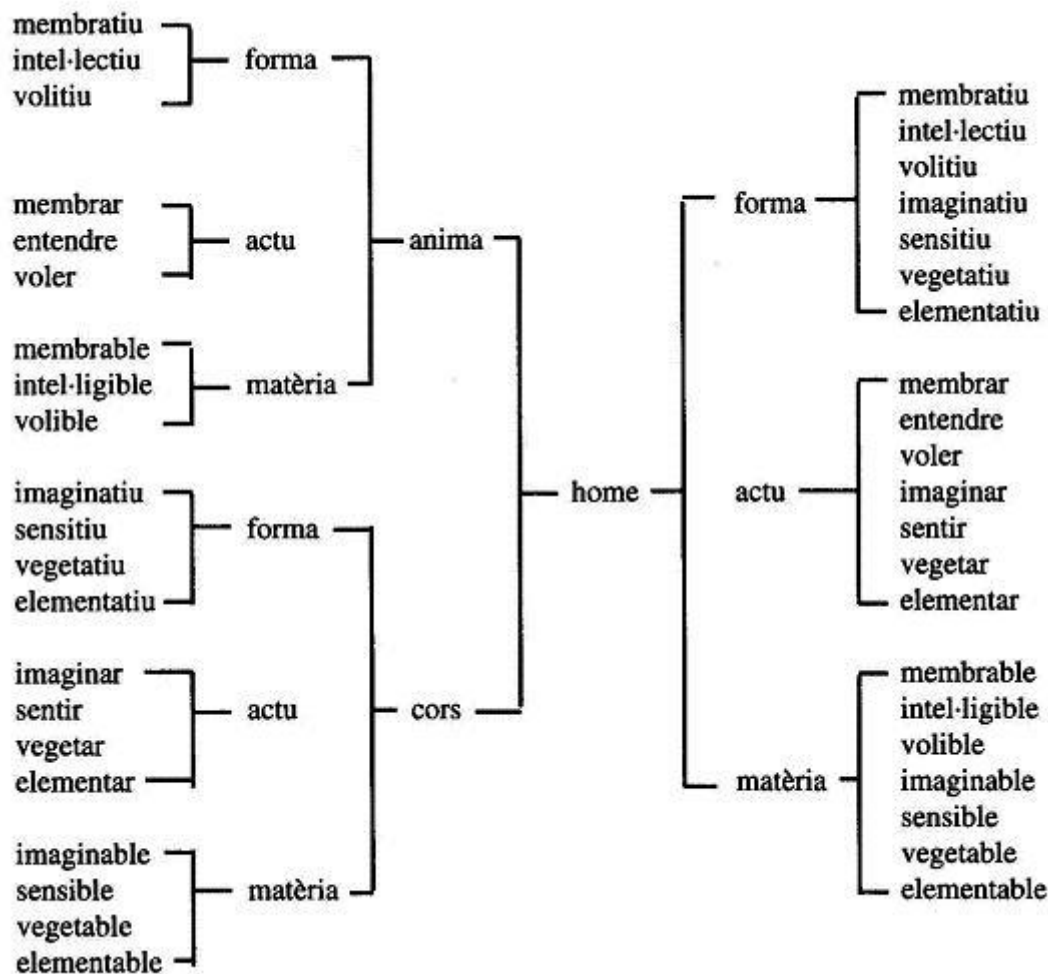 membratiu
intel·lectiu
volitiu
forma
membrar
entendre
voler
actu
membrable
intel·ligible
volible
matèria
anima
imaginatiu
sensitiu
vegetatiu
elementatiu
forma
imaginar
sentir
vegetar
elementar
actu
imaginable
sensible
vegetable
elementable
matèria
cors
home
forma
membratiu
intel·lectiu
volitiu
imaginatiu
sensitiu
vegetatiu
elementatiu
actu
membrar
entendre
voler
imaginar
sentir
vegetar
elementar
matèria
membrable
intel·ligible
volible
imaginable
sensible
vegetable
elementable